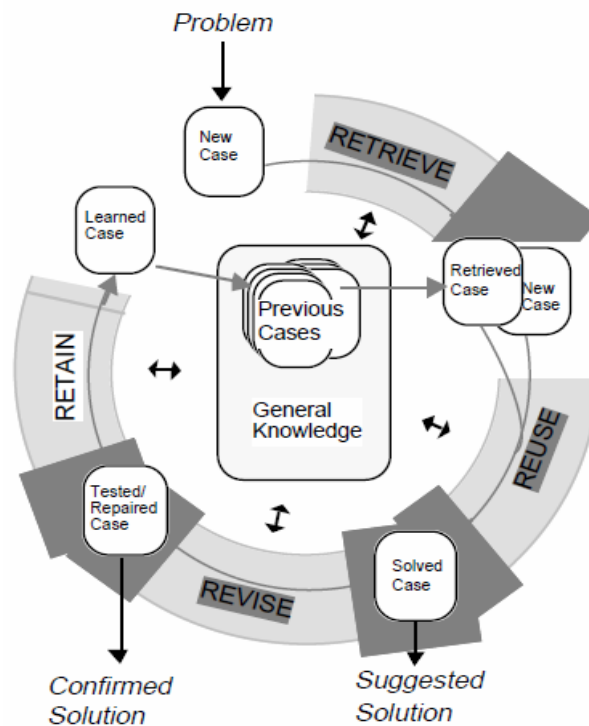 Problem
New
Case
RETRIEVE
Learned
Case
Retrieved
Case
New
Case
Previous
Cases
General
Knowledge
RETAIN
REUSE
Tested/
Repaired
Case
REVISE
Solved
Case
Confirmed
Solution
Suggested
Solution